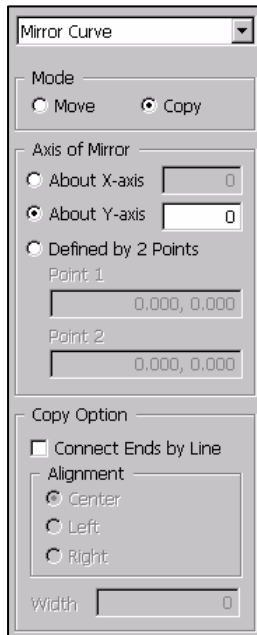 Mirror Curve
Mode
Move Copy
Axis of Mirror
About X-axis 0
About Y-axis 0
Defined by 2 Points
Point 1
0.000, 0.000
Point 2
0.000, 0.000
Copy Option
Connect Ends by Line
Alignment
Center
Left
Right
Width 0